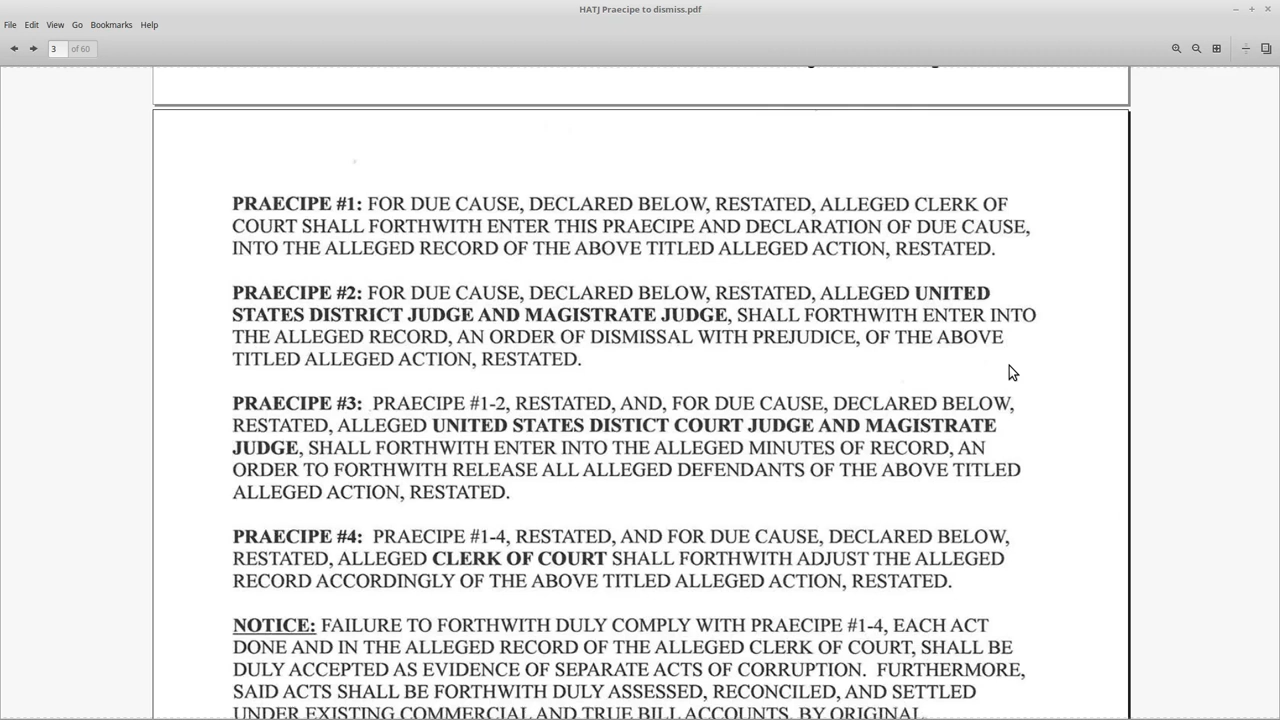 HATJ Praecipe to dismiss.pdf
File Edit View Go Bookmarks Help
3 of 60
PRAECIPE #1: FOR DUE CAUSE, DECLARED BELOW, RESTATED, ALLEGED CLERK OF
COURT SHALL FORTHWITH ENTER THIS PRAECIPE AND DECLARATION OF DUE CAUSE,
INTO THE ALLEGED RECORD OF THE ABOVE TITLED ALLEGED ACTION, RESTATED.
PRAECIPE #2: FOR DUE CAUSE, DECLARED BELOW, RESTATED, ALLEGED UNITED
STATES DISTRICT JUDGE AND MAGISTRATE JUDGE, SHALL FORTHWITH ENTER INTO
THE ALLEGED RECORD, AN ORDER OF DISMISSAL WITH PREJUDICE, OF THE ABOVE
TITLED ALLEGED ACTION, RESTATED.
PRAECIPE #3: PRAECIPE #1-2, RESTATED, AND, FOR DUE CAUSE, DECLARED BELOW,
RESTATED, ALLEGED UNITED STATES DISTICT COURT JUDGE AND MAGISTRATE
JUDGE, SHALL FORTHWITH ENTER INTO THE ALLEGED MINUTES OF RECORD, AN
ORDER TO FORTHWITH RELEASE ALL ALLEGED DEFENDANTS OF THE ABOVE TITLED
ALLEGED ACTION, RESTATED.
PRAECIPE #4: PRAECIPE #1-4, RESTATED, AND FOR DUE CAUSE, DECLARED BELOW,
RESTATED, ALLEGED CLERK OF COURT SHALL FORTHWITH ADJUST THE ALLEGED
RECORD ACCORDINGLY OF THE ABOVE TITLED ALLEGED ACTION, RESTATED.
NOTICE: FAILURE TO FORTHWITH DULY COMPLY WITH PRAECIPE #1-4, EACH ACT
DONE AND IN THE ALLEGED RECORD OF THE ALLEGED CLERK OF COURT, SHALL BE
DULY ACCEPTED AS EVIDENCE OF SEPARATE ACTS OF CORRUPTION. FURTHERMORE,
SAID ACTS SHALL BE FORTHWITH DULY ASSESSED, RECONCILED, AND SETTLED
UNDER EXISTING COMMERCIAL AND TRUE BILL ACCOUNTS, BY ORIGINAL